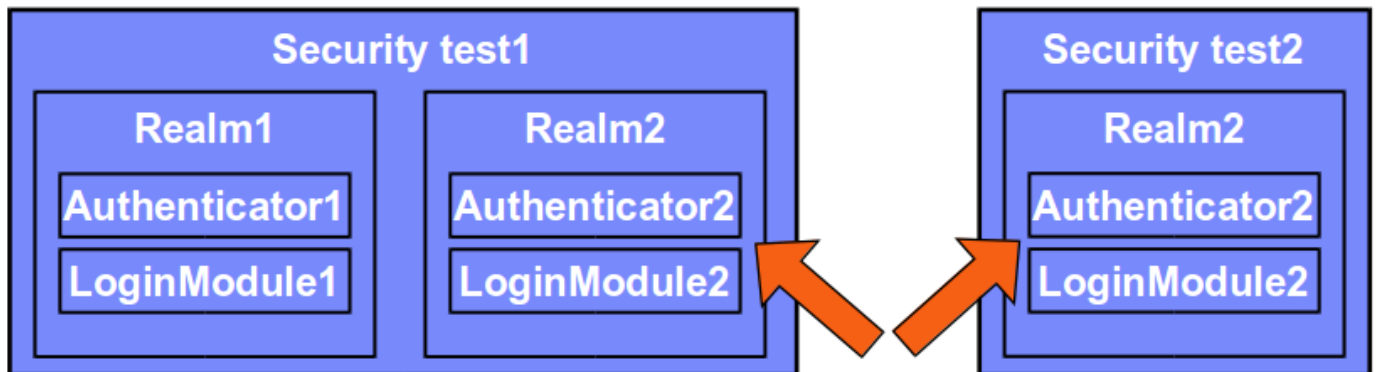 Security test1
Realm1
Authenticator1
LoginModule1
Realm2
Authenticator2
LoginModule2
Security test2
Realm2
Authenticator2
LoginModule2